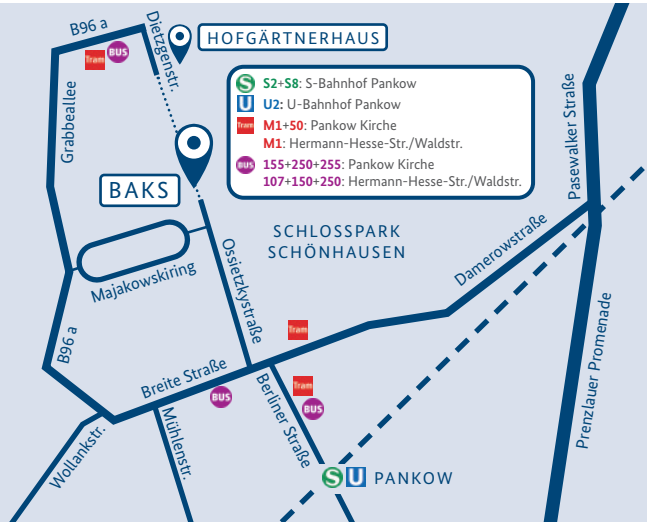 B96 a
Dietzgenstr.
HOFGÄRTNERHAUS
Tram
BUS
Grabbeallee
S S2+S8: S-Bahnhof Pankow
U U2: U-Bahnhof Pankow
Tram M1+50: Pankow Kirche
M1: Hermann-Hesse-Str./Waldstr.
BUS 155+250+255: Pankow Kirche
107+150+250: Hermann-Hesse-Str./Waldstr.
Pasewalker Straße
BAKS
SCHLOSSPARK
SCHÖNHAUSEN
Ossietzkystraße
Majakowskiring
Damerowstraße
B96 a
Tram
Breite Straße
Tram
BUS
BUS
Berliner Straße
Prenzlauer Promenade
Wollankstr.
Mühlenstr.
S U PANKOW